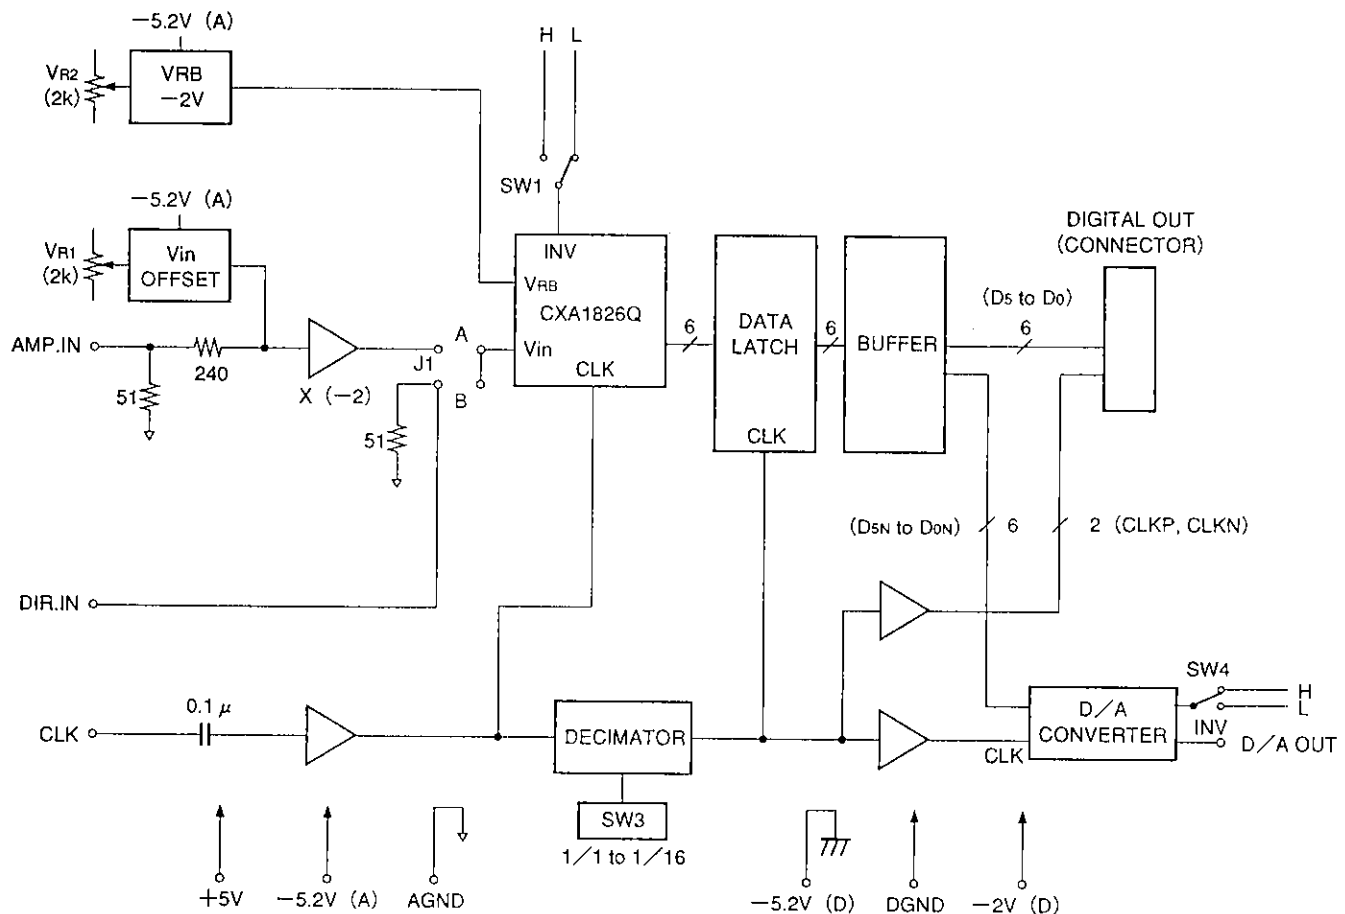 −5.2V (A)
VR2
(2k)
VRB
−2V
H L
SW1
−5.2V (A)
VR1
(2k)
Vin
OFFSET
AMP.IN
51
240
X (−2)
J1
A
B
51
INV
VRB
CXA1826Q
Vin
CLK
6
DATA
LATCH
CLK
6
BUFFER
(D5 to D0)
6
DIGITAL OUT
(CONNECTOR)
(D5N to D0N)
6
2 (CLKP, CLKN)
DIR.IN
CLK
0.1 μ
DECIMATOR
SW3
1/1 to 1/16
CLK
D/A
CONVERTER
SW4
H
L
INV
D/A OUT
+5V
−5.2V (A)
AGND
−5.2V (D)
DGND
−2V (D)